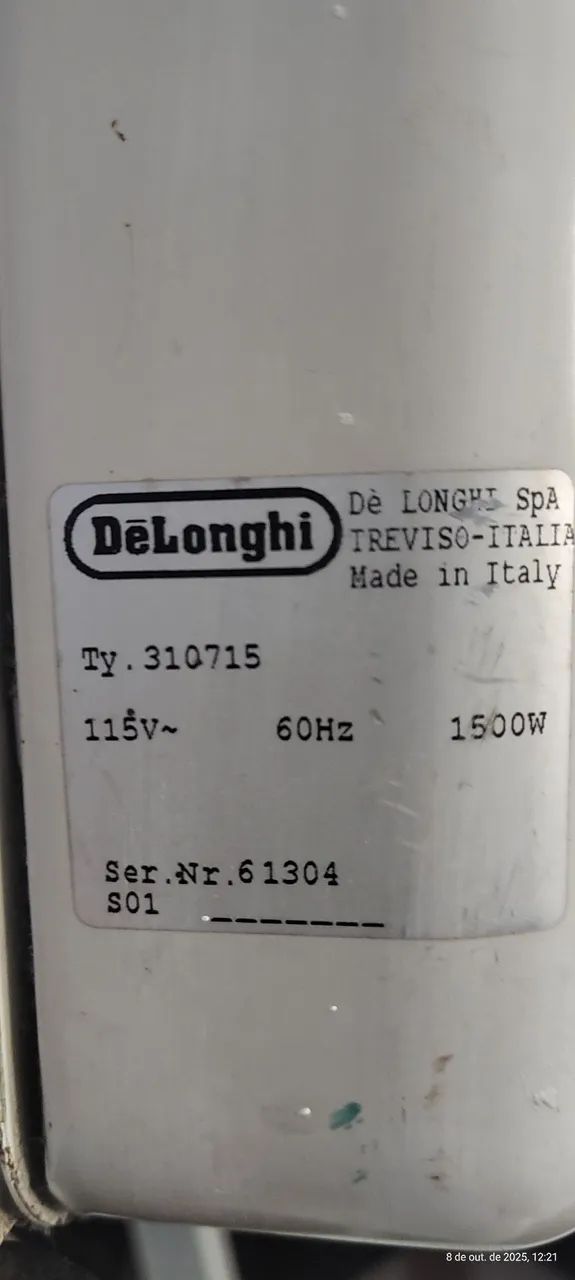 DēLonghi
Dè LONGHI SpA
TREVISO-ITALIA
Made in Italy
Ty.310715
115V~ 60Hz 1500W
Ser.Nr.61304
S01 _______
8 de out. de 2025, 12:21